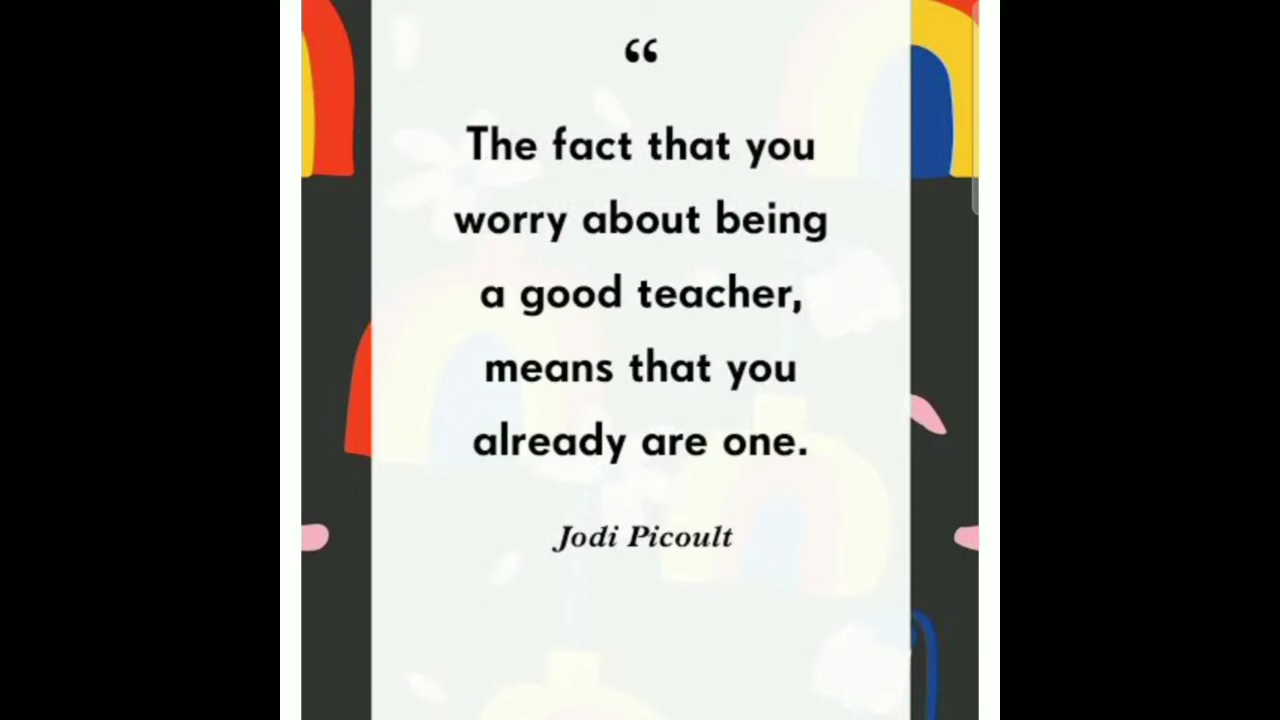 “
The fact that you
worry about being
a good teacher,
means that you
already are one.
Jodi Picoult